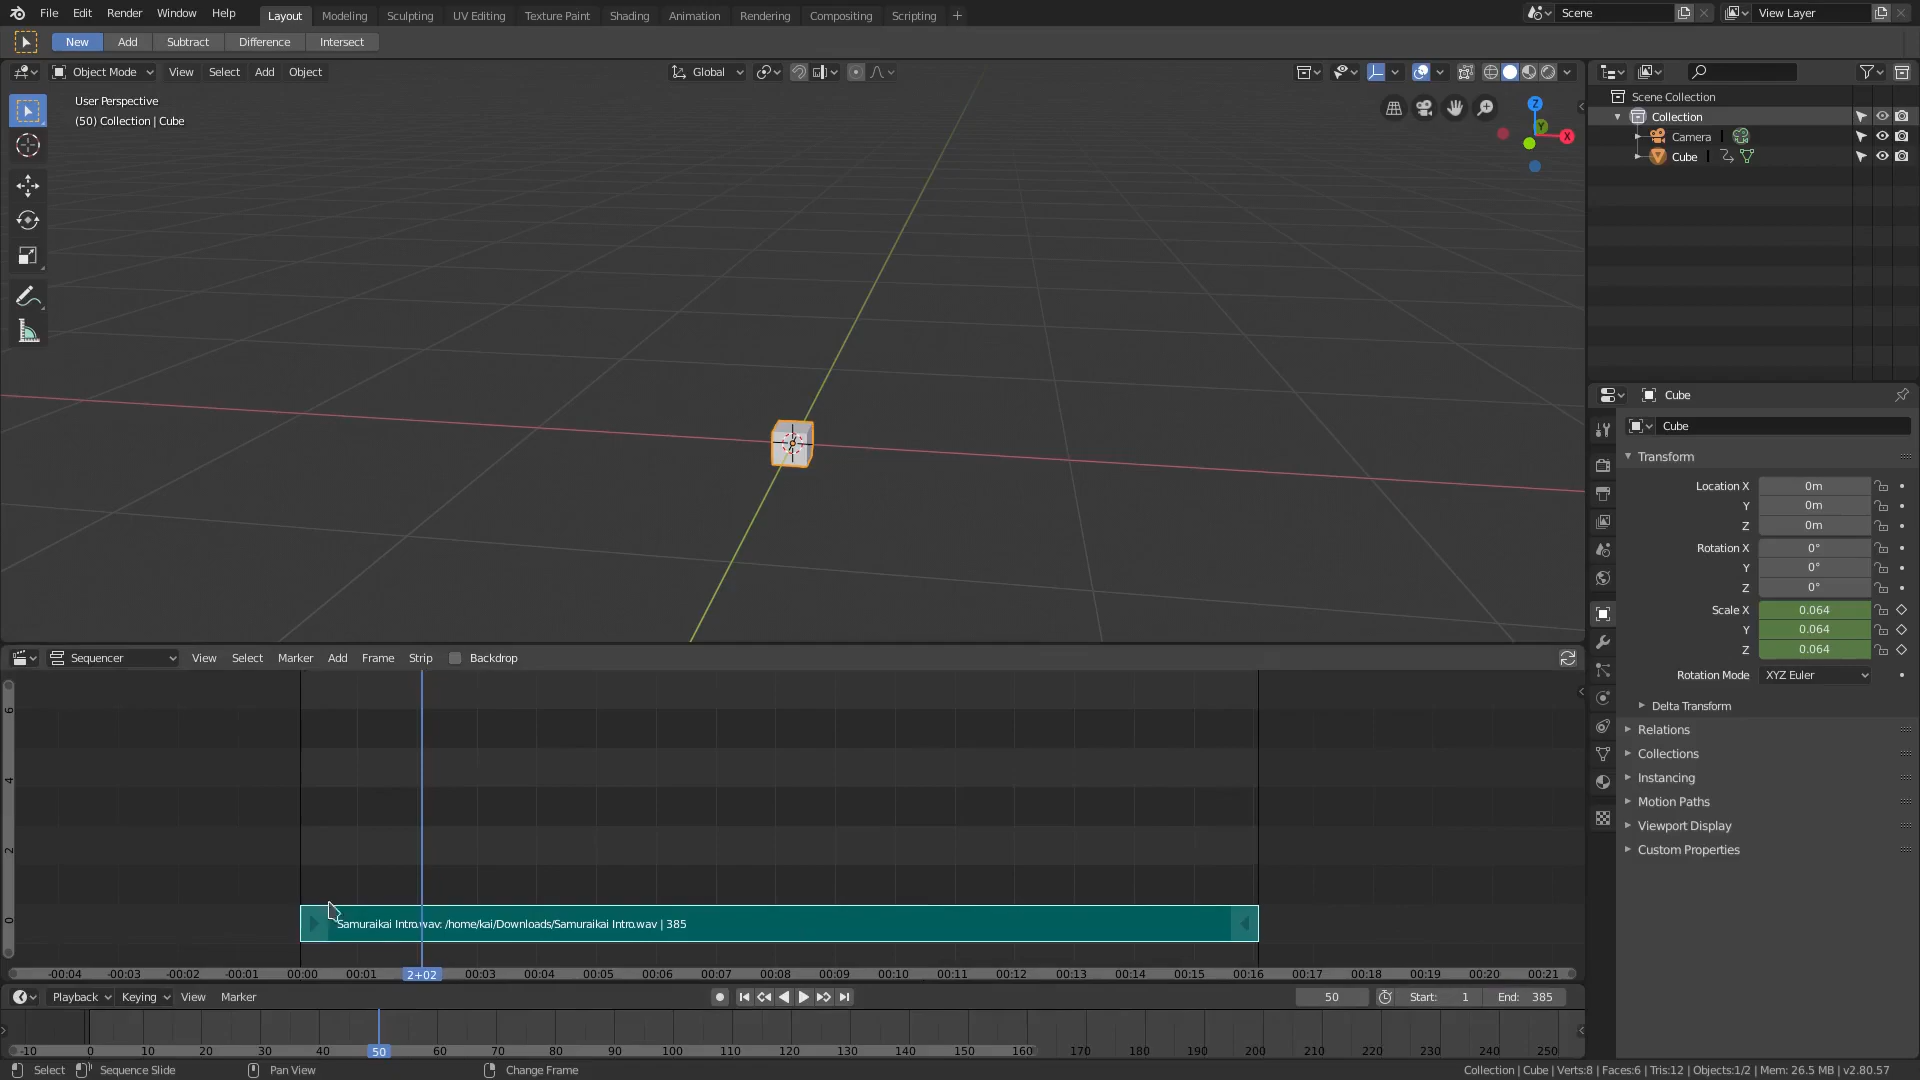 File Edit Render Window Help Layout Modeling Sculpting UV Editing Texture Paint Shading Animation Rendering Compositing Scripting + Scene View Layer
New Add Subtract Difference Intersect
Object Mode View Select Add Object Global
User Perspective
(50) Collection | Cube
Z
Y
X
Scene Collection
Collection
Camera
Cube
Cube
Cube
Transform
Location X 0m
Y 0m
Z 0m
Rotation X 0°
Y 0°
Z 0°
Scale X 0.064
Y 0.064
Z 0.064
Rotation Mode XYZ Euler
Delta Transform
Relations
Collections
Instancing
Motion Paths
Viewport Display
Custom Properties
Sequencer View Select Marker Add Frame Strip Backdrop
6
4
2
0
Samuraikai Intro.wav: /home/kai/Downloads/Samuraikai Intro.wav | 385
-00:04 -00:03 -00:02 -00:01 00:00 00:01 2+02 00:03 00:04 00:05 00:06 00:07 00:08 00:09 00:10 00:11 00:12 00:13 00:14 00:15 00:16 00:17 00:18 00:19 00:20 00:21
Playback Keying View Marker 50 Start: 1 End: 385
-10 0 10 20 30 40 50 60 70 80 90 100 110 120 130 140 150 160 170 180 190 200 210 220 230 240 250
Select Sequence Slide Pan View Change Frame Collection | Cube | Verts:8 | Faces:6 | Tris:12 | Objects:1/2 | Mem: 26.5 MB | v2.80.57